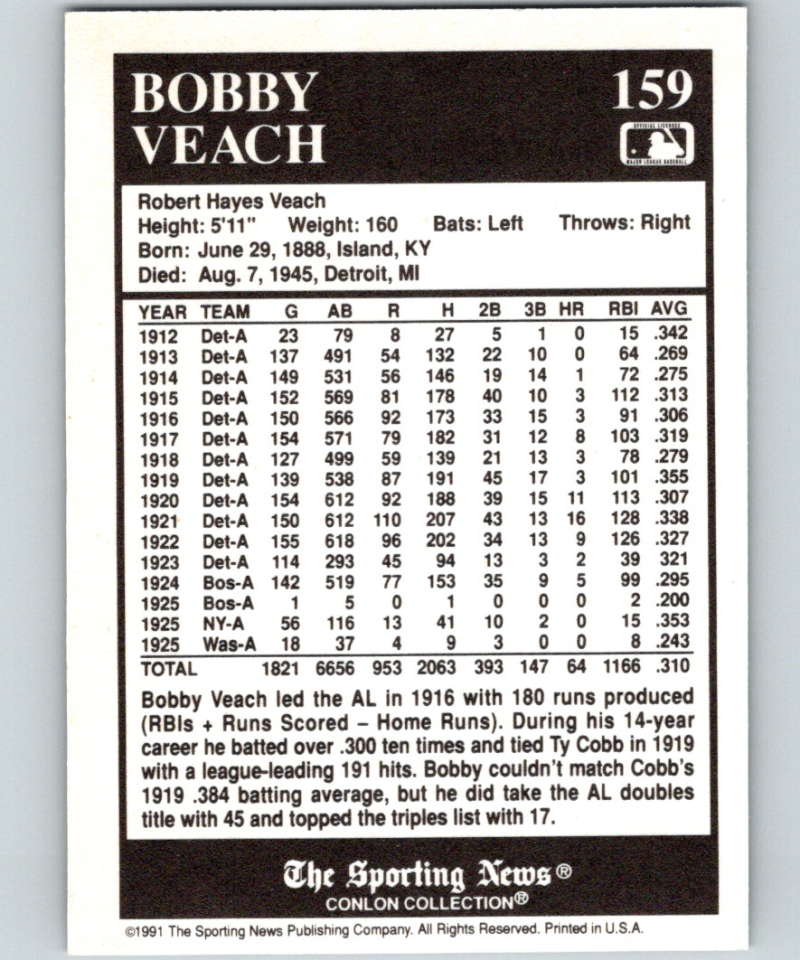 BOBBY
VEACH
159
OFFICIAL LICENSEE
MAJOR LEAGUE BASEBALL
Robert Hayes Veach
Height: 5'11" Weight: 160 Bats: Left Throws: Right
Born: June 29, 1888, Island, KY
Died: Aug. 7, 1945, Detroit, MI
YEAR TEAM G AB R H 2B 3B HR RBI AVG
1912 Det-A 23 79 8 27 5 1 0 15 .342
1913 Det-A 137 491 54 132 22 10 0 64 .269
1914 Det-A 149 531 56 146 19 14 1 72 .275
1915 Det-A 152 569 81 178 40 10 3 112 .313
1916 Det-A 150 566 92 173 33 15 3 91 .306
1917 Det-A 154 571 79 182 31 12 8 103 .319
1918 Det-A 127 499 59 139 21 13 3 78 .279
1919 Det-A 139 538 87 191 45 17 3 101 .355
1920 Det-A 154 612 92 188 39 15 11 113 .307
1921 Det-A 150 612 110 207 43 13 16 128 .338
1922 Det-A 155 618 96 202 34 13 9 126 .327
1923 Det-A 114 293 45 94 13 3 2 39 .321
1924 Bos-A 142 519 77 153 35 9 5 99 .295
1925 Bos-A 1 5 0 1 0 0 0 2 .200
1925 NY-A 56 116 13 41 10 2 0 15 .353
1925 Was-A 18 37 4 9 3 0 0 8 .243
TOTAL 1821 6656 953 2063 393 147 64 1166 .310
Bobby Veach led the AL in 1916 with 180 runs produced
(RBIs + Runs Scored – Home Runs). During his 14-year
career he batted over .300 ten times and tied Ty Cobb in 1919
with a league-leading 191 hits. Bobby couldn't match Cobb's
1919 .384 batting average, but he did take the AL doubles
title with 45 and topped the triples list with 17.
The Sporting News®
CONLON COLLECTION®
©1991 The Sporting News Publishing Company. All Rights Reserved. Printed in U.S.A.